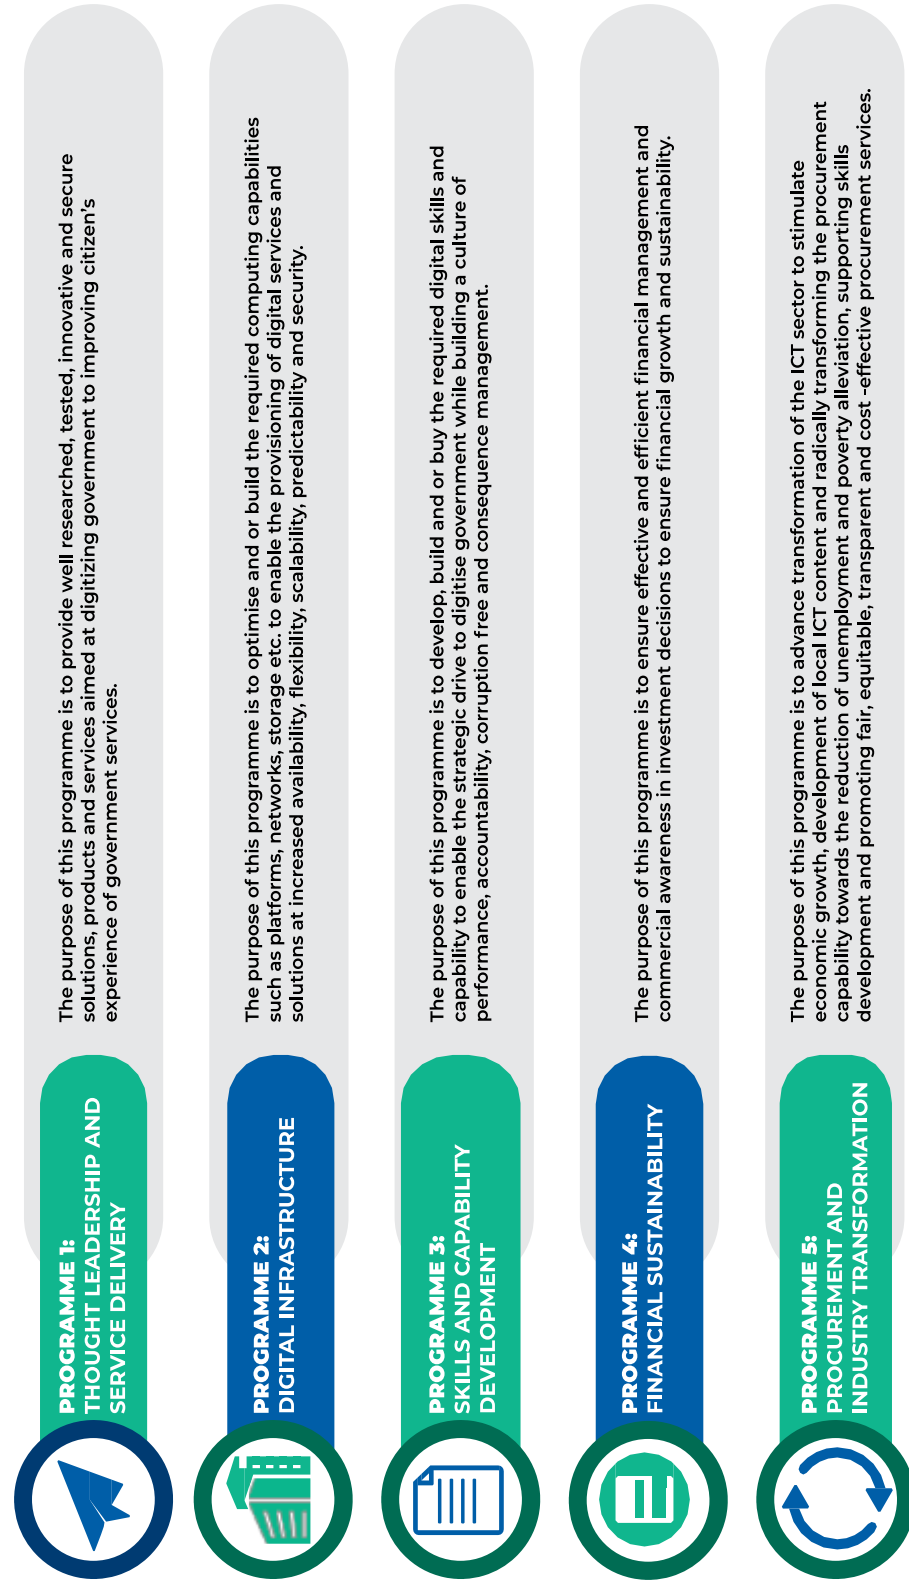 PROGRAMME 1:
THOUGHT LEADERSHIP AND
SERVICE DELIVERY
The purpose of this programme is to provide well researched, tested, innovative and secure
solutions, products and services aimed at digitizing government to improving citizen's
experience of government services.
PROGRAMME 2:
DIGITAL INFRASTRUCTURE
The purpose of this programme is to optimise and or build the required computing capabilities
such as platforms, networks, storage etc. to enable the provisioning of digital services and
solutions at increased availability, flexibility, scalability, predictability and security.
PROGRAMME 3:
SKILLS AND CAPABILITY
DEVELOPMENT
The purpose of this programme is to develop, build and or buy the required digital skills and
capability to enable the strategic drive to digitise government while building a culture of
performance, accountability, corruption free and consequence management.
PROGRAMME 4:
FINANCIAL SUSTAINABILITY
The purpose of this programme is to ensure effective and efficient financial management and
commercial awareness in investment decisions to ensure financial growth and sustainability.
PROGRAMME 5:
PROCUREMENT AND
INDUSTRY TRANSFORMATION
The purpose of this programme is to advance transformation of the ICT sector to stimulate
economic growth, development of local ICT content and radically transforming the procurement
capability towards the reduction of unemployment and poverty alleviation, supporting skills
development and promoting fair, equitable, transparent and cost -effective procurement services.